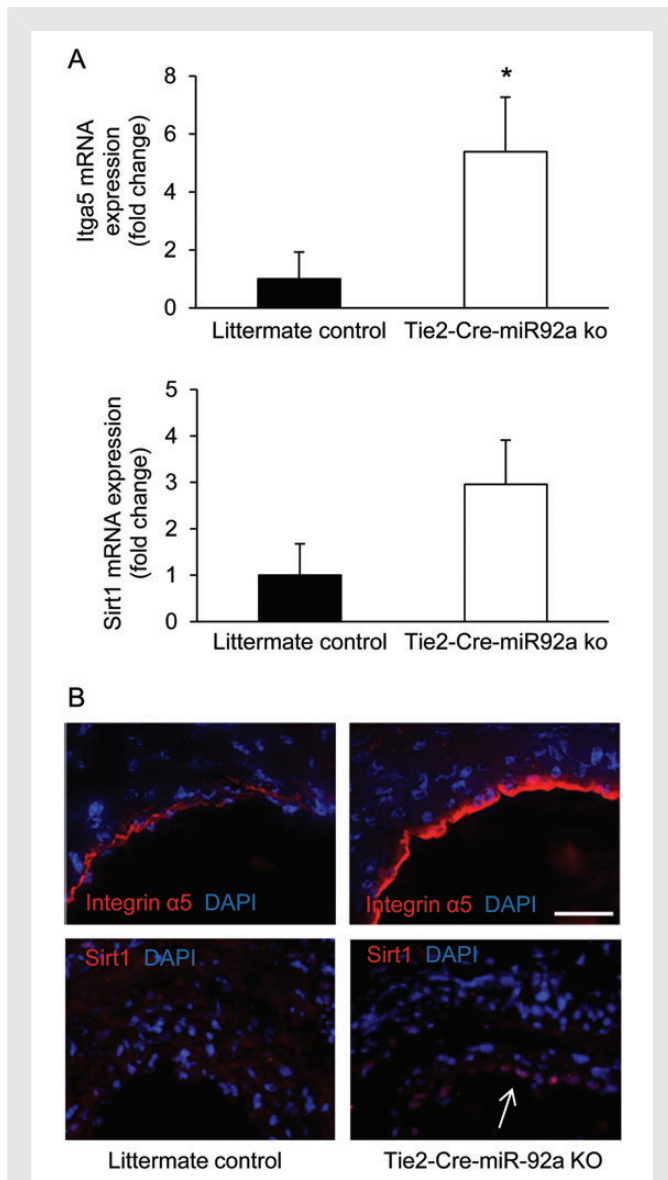 A
*
Itga5 mRNA
expression
(fold change)
8
6
4
2
0
Littermate control
Tie2-Cre-miR92a ko
Sirt1 mRNA expression
(fold change)
5
4
3
2
1
0
Littermate control
Tie2-Cre-miR92a ko
B
Integrin α5 DAPI
Integrin α5 DAPI
Sirt1 DAPI
Sirt1 DAPI
Littermate control
Tie2-Cre-miR-92a KO